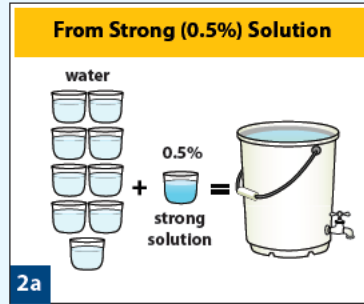 From Strong (0.5%) Solution
water
+
0.5%
strong
solution
=
2a